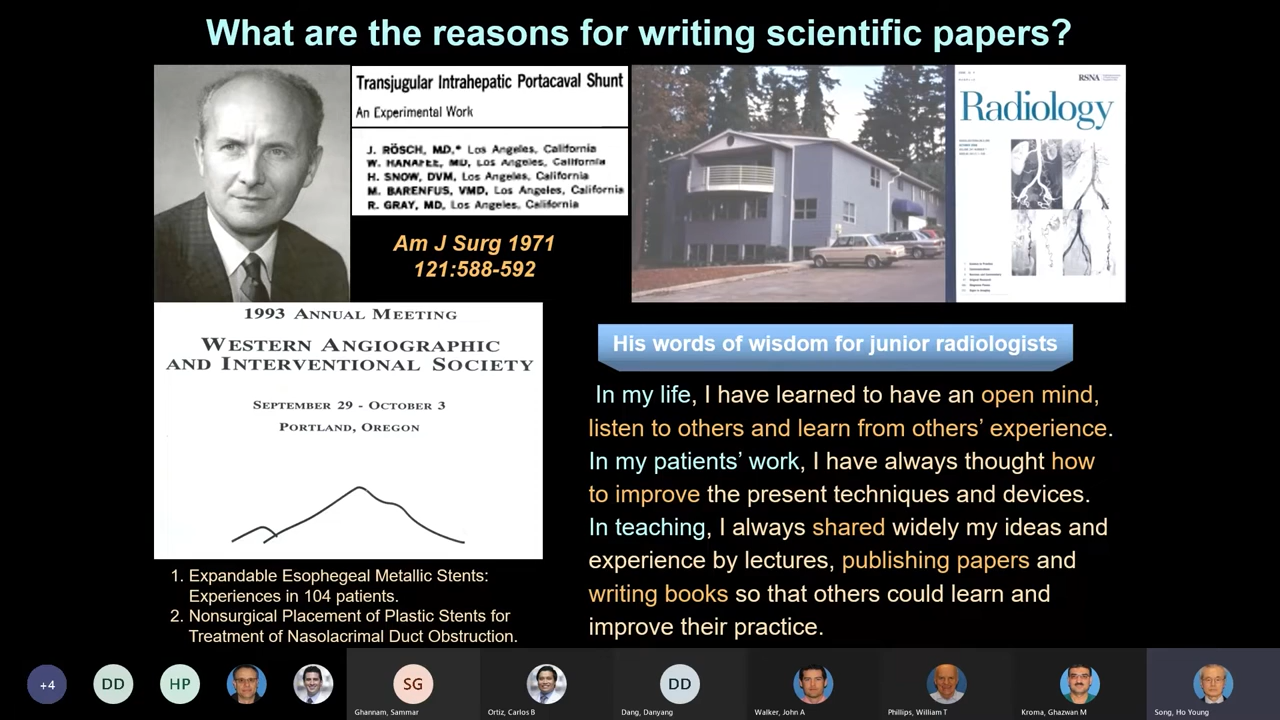 What are the reasons for writing scientific papers?
Transjugular Intrahepatic Portacaval Shunt
An Experimental Work
J. RÖSCH, MD,* Los Angeles, California
W. HANAFEE, MD, Los Angeles, California
H. SNOW, DVM, Los Angeles, California
M. BARENFUS, VMD, Los Angeles, California
R. GRAY, MD, Los Angeles, California
Am J Surg 1971
121:588-592
RSNA
Radiology
1993 ANNUAL MEETING
WESTERN ANGIOGRAPHIC
AND INTERVENTIONAL SOCIETY
SEPTEMBER 29 - OCTOBER 3
PORTLAND, OREGON
1. Expandable Esophegeal Metallic Stents:
Experiences in 104 patients.
2. Nonsurgical Placement of Plastic Stents for
Treatment of Nasolacrimal Duct Obstruction.
His words of wisdom for junior radiologists
In my life, I have learned to have an open mind,
listen to others and learn from others’ experience.
In my patients’ work, I have always thought how
to improve the present techniques and devices.
In teaching, I always shared widely my ideas and
experience by lectures, publishing papers and
writing books so that others could learn and
improve their practice.
+4
DD
HP
SG
DD
Ghannam, Sammar
Ortiz, Carlos B
Dang, Danyang
Walker, John A
Phillips, William T
Kroma, Ghazwan M
Song, Ho Young